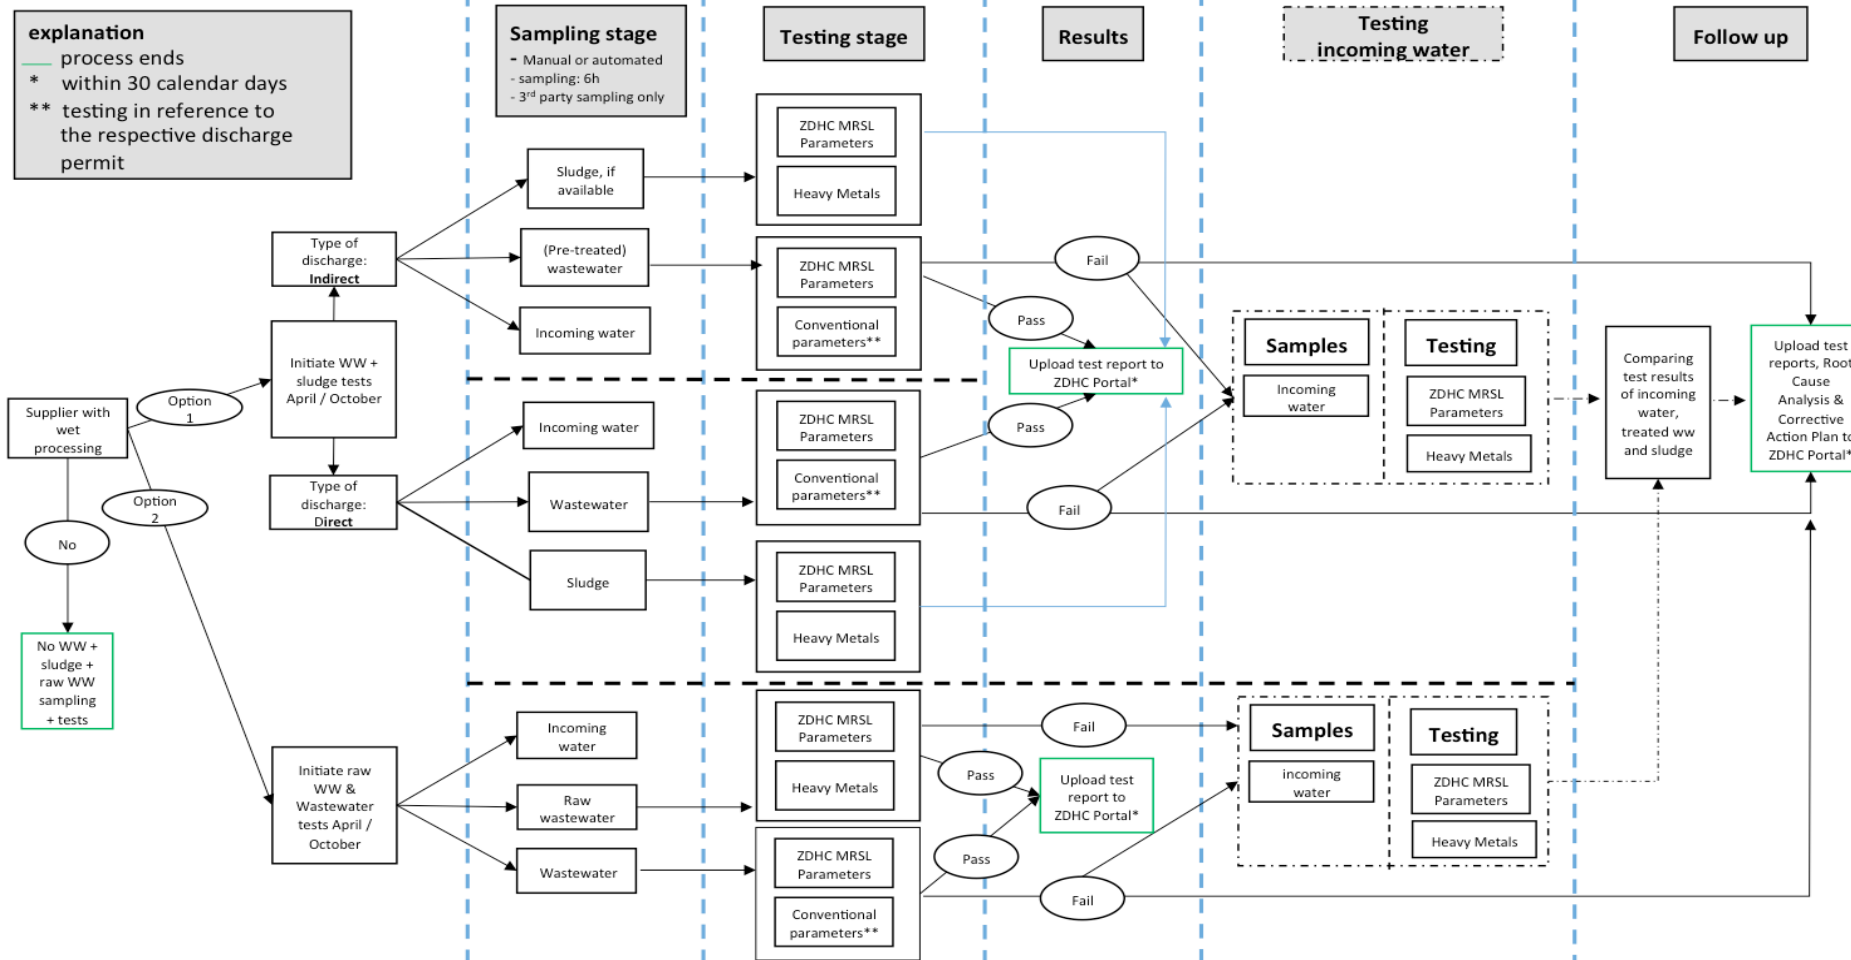 explanation
process ends
* within 30 calendar days
** testing in reference to
the respective discharge
permit
Sampling stage
- Manual or automated
- sampling: 6h
- 3rd party sampling only
Testing stage
Results
Testing
incoming water
Follow up
Supplier with
wet
processing
Option
1
Option
2
No
No WW +
sludge +
raw WW
sampling
+ tests
Type of
discharge:
Indirect
Initiate WW +
sludge tests
April / October
Type of
discharge:
Direct
Initiate raw
WW &
Wastewater
tests April /
October
Sludge, if
available
(Pre-treated)
wastewater
Incoming water
Incoming water
Wastewater
Sludge
Incoming
water
Raw
wastewater
Wastewater
ZDHC MRSL
Parameters
Heavy Metals
ZDHC MRSL
Parameters
Conventional
parameters**
ZDHC MRSL
Parameters
Conventional
parameters**
ZDHC MRSL
Parameters
Heavy Metals
ZDHC MRSL
Parameters
Heavy Metals
ZDHC MRSL
Parameters
Conventional
parameters**
Fail
Pass
Upload test report to
ZDHC Portal*
Pass
Fail
Fail
Pass
Upload test
report to
ZDHC Portal*
Pass
Fail
Samples
Incoming
water
Testing
ZDHC MRSL
Parameters
Heavy Metals
Samples
incoming
water
Testing
ZDHC MRSL
Parameters
Heavy Metals
Comparing
test results
of incoming
water,
treated ww
and sludge
Upload test
reports, Root
Cause
Analysis &
Corrective
Action Plan to
ZDHC Portal*